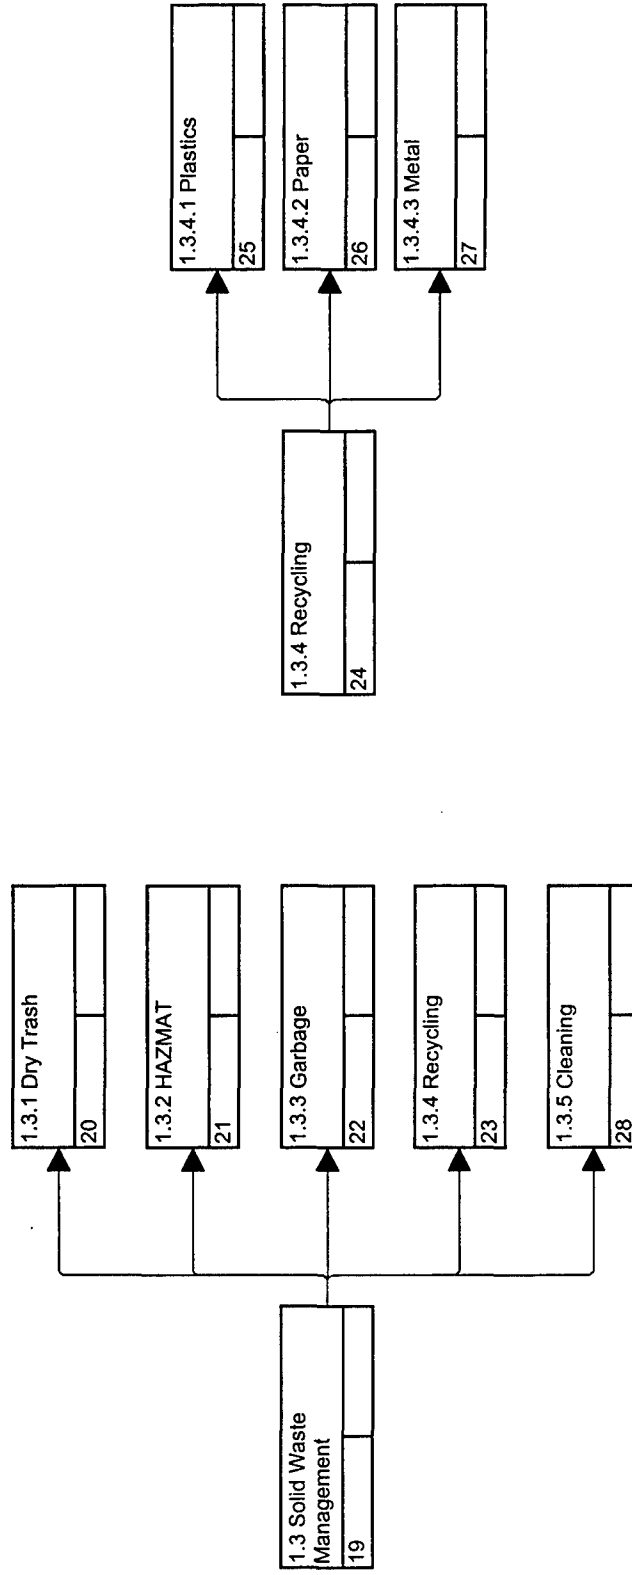 1.3 Solid Waste
Management
19
1.3.1 Dry Trash
20
1.3.2 HAZMAT
21
1.3.3 Garbage
22
1.3.4 Recycling
23
1.3.5 Cleaning
28
1.3.4 Recycling
24
1.3.4.1 Plastics
25
1.3.4.2 Paper
26
1.3.4.3 Metal
27